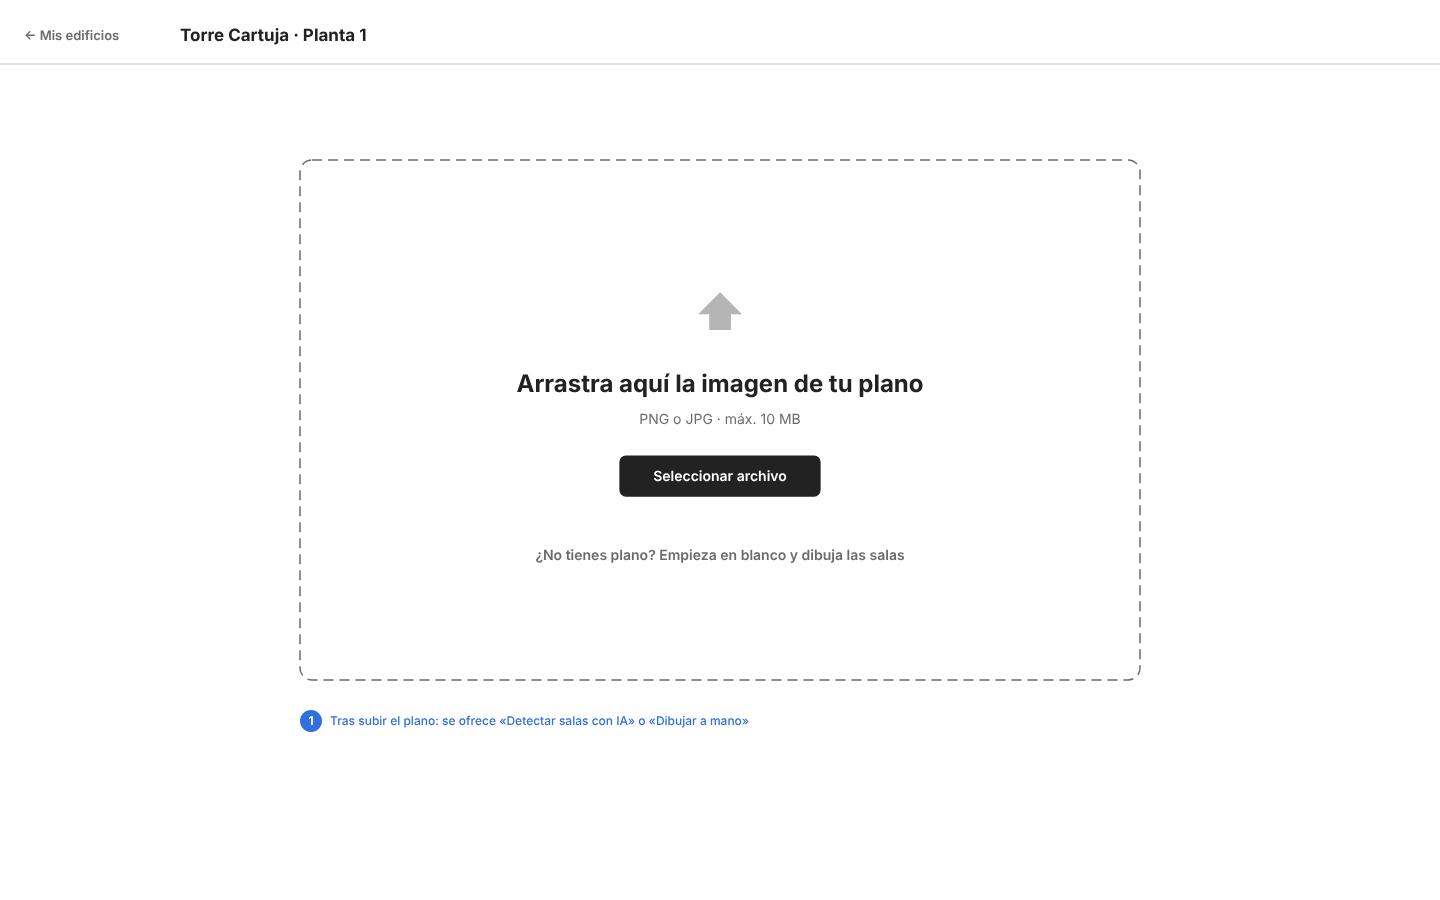 ← Mis edificios
Torre Cartuja · Planta 1
Arrastra aquí la imagen de tu plano
PNG o JPG · máx. 10 MB
Seleccionar archivo
¿No tienes plano? Empieza en blanco y dibuja las salas
1 Tras subir el plano: se ofrece «Detectar salas con IA» o «Dibujar a mano»